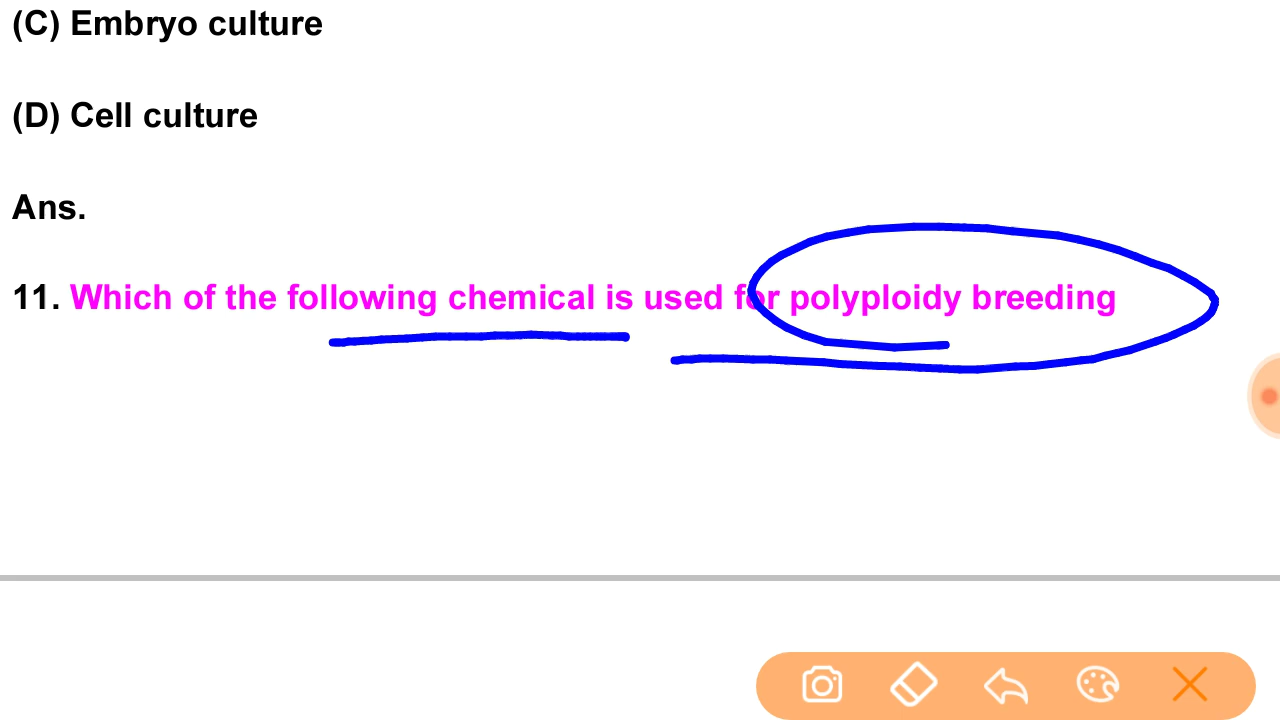 (C) Embryo culture
(D) Cell culture
Ans.
11. Which of the following chemical is used for polyploidy breeding